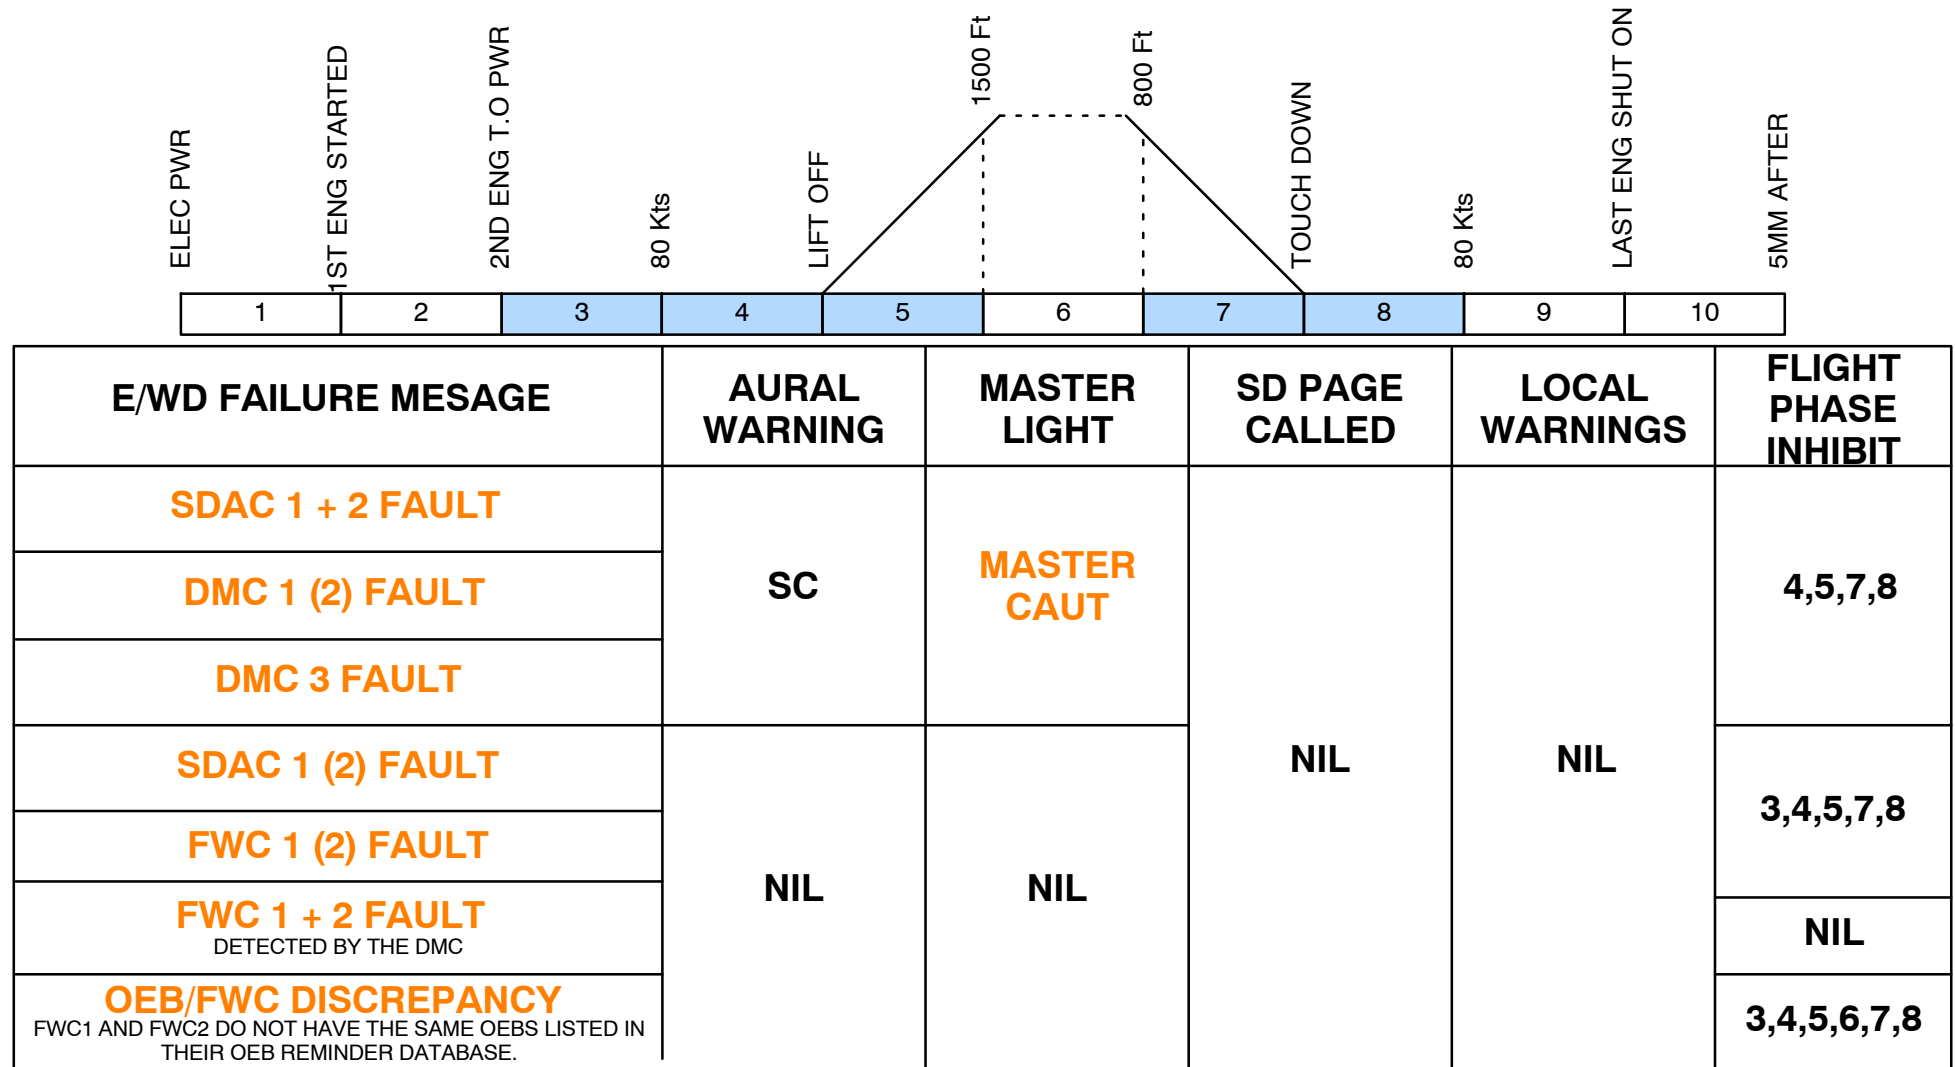 ELEC PWR
1ST ENG STARTED
2ND ENG T.O PWR
80 Kts
LIFT OFF
1500 Ft
800 Ft
TOUCH DOWN
80 Kts
LAST ENG SHUT ON
5MM AFTER
1 2 3 4 5 6 7 8 9 10
E/WD FAILURE MESAGE
AURAL
WARNING
MASTER
LIGHT
SD PAGE
CALLED
LOCAL
WARNINGS
FLIGHT
PHASE
INHIBIT
SDAC 1 + 2 FAULT
DMC 1 (2) FAULT
DMC 3 FAULT
SC
MASTER
CAUT
4,5,7,8
SDAC 1 (2) FAULT
FWC 1 (2) FAULT
FWC 1 + 2 FAULT
DETECTED BY THE DMC
OEB/FWC DISCREPANCY
FWC1 AND FWC2 DO NOT HAVE THE SAME OEBS LISTED IN
THEIR OEB REMINDER DATABASE.
NIL
NIL
NIL
NIL
3,4,5,7,8
NIL
3,4,5,6,7,8